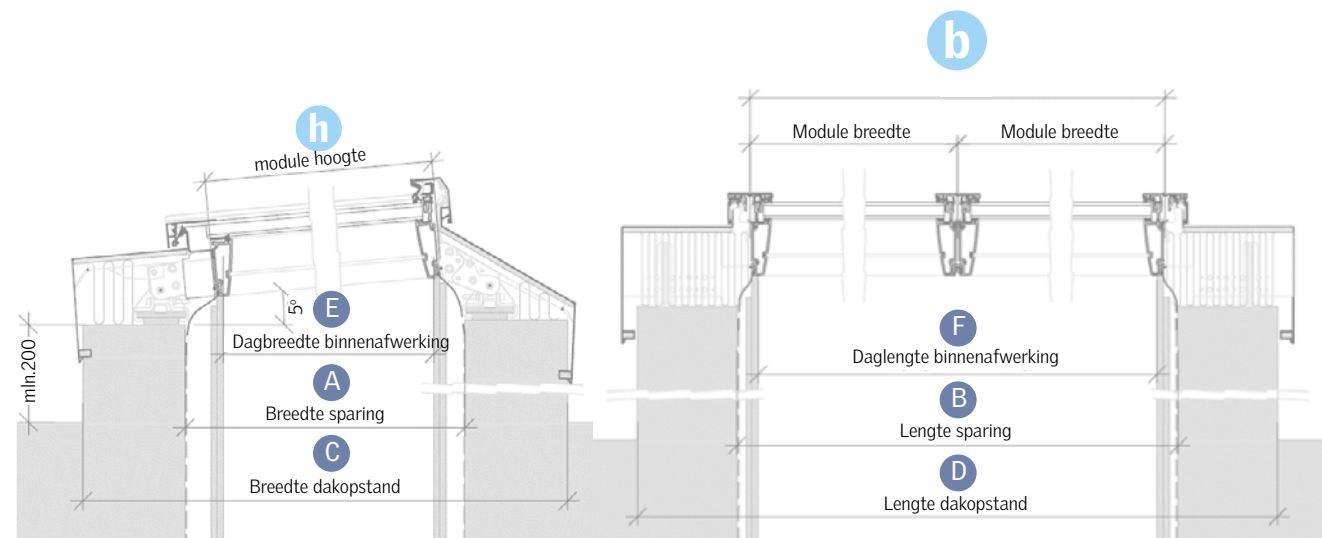 h
module hoogte
5°
E
Dagbreedte binnenafwerking
mln.200
A
Breedte sparing
C
Breedte dakopstand
b
Module breedte
Module breedte
F
Daglengte binnenafwerking
B
Lengte sparing
D
Lengte dakopstand